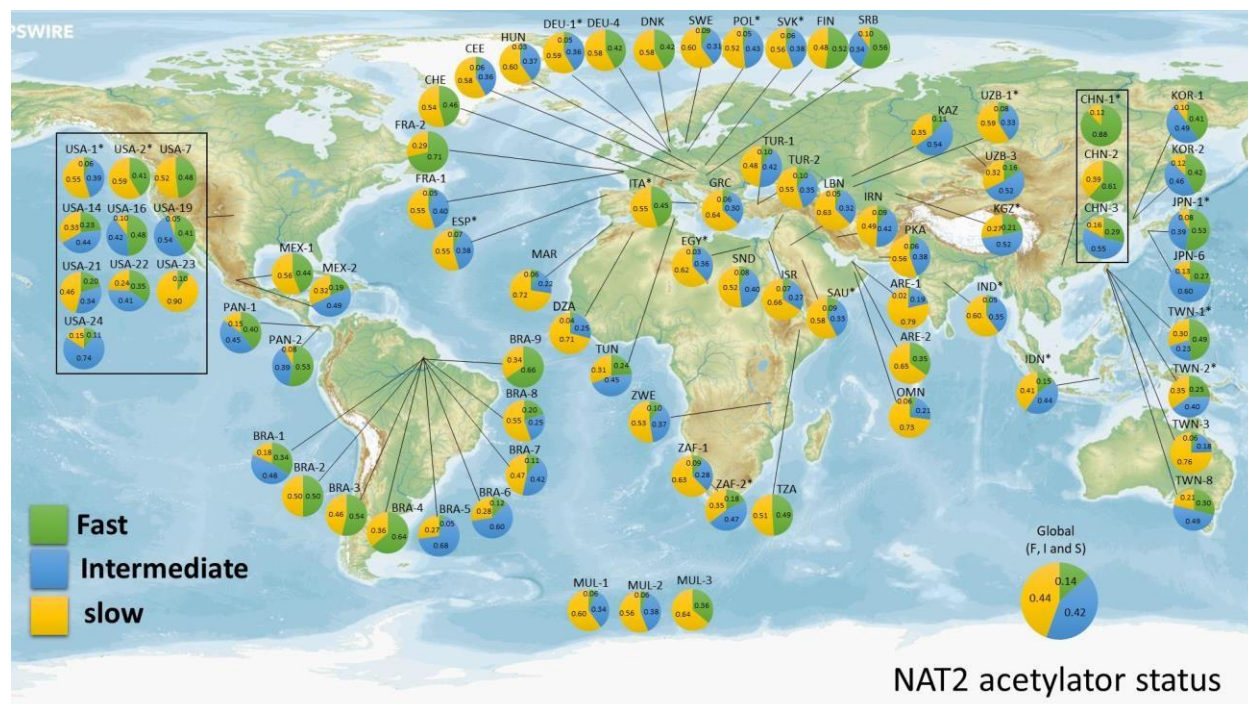 PSWIRE
DEU-1* DEU-4 DNK SWE POL* SVK* FIN SRB
0.05 0.36 0.59
0.42 0.58
0.42 0.58
0.09 0.31 0.60
0.05 0.43 0.52
0.06 0.38 0.56
0.52 0.48
0.10 0.34 0.56
HUN
0.03 0.37 0.60
CEE
0.06 0.36 0.58
CHE
0.54 0.46
FRA-2
0.29 0.71
FRA-1
0.05 0.40 0.55
ESP*
0.07 0.38 0.55
ITA*
0.55 0.45
GRC
0.06 0.30 0.64
TUR-1
0.10 0.42 0.48
TUR-2
0.10 0.35 0.55
LBN
0.05 0.32 0.63
IRN
0.09 0.42 0.49
KAZ
0.11 0.35 0.54
UZB-1*
0.08 0.33 0.59
UZB-3
0.16 0.32 0.52
KGZ*
0.27 0.21 0.52
PKA
0.06 0.38 0.56
CHN-1*
0.12 0.88
CHN-2
0.39 0.61
CHN-3
0.16 0.29 0.55
KOR-1
0.10 0.41 0.49
KOR-2
0.12 0.42 0.46
JPN-1*
0.08 0.39 0.53
JPN-6
0.13 0.27 0.60
TWN-1*
0.30 0.49 0.23
TWN-2*
0.35 0.25 0.40
TWN-3
0.06 0.18 0.76
TWN-8
0.21 0.30 0.49
USA-1* USA-2* USA-7
0.06 0.55 0.39
0.59 0.41
0.52 0.48
USA-14 USA-16 USA-19
0.33 0.23 0.44
0.10 0.42 0.48
0.05 0.54 0.41
USA-21 USA-22 USA-23
0.20 0.46 0.34
0.24 0.35 0.41
0.10 0.90
USA-24
0.15 0.11 0.74
MEX-1
0.56 0.44
MEX-2
0.32 0.19 0.49
PAN-1
0.15 0.40 0.45
PAN-2
0.08 0.39 0.53
BRA-9
0.34 0.66
BRA-8
0.20 0.55 0.25
BRA-7
0.11 0.47 0.42
BRA-6
0.12 0.28 0.60
BRA-5
0.05 0.27 0.68
BRA-4
0.36 0.64
BRA-3
0.46 0.54
BRA-2
0.50 0.50
BRA-1
0.18 0.34 0.48
MAR
0.06 0.22 0.72
DZA
0.04 0.25 0.71
TUN
0.24 0.31 0.45
EGY*
0.03 0.36 0.62
SND
0.08 0.52 0.40
ISR
0.07 0.27 0.66
SAU*
0.09 0.58 0.33
ARE-1
0.02 0.19 0.79
ARE-2
0.35 0.65
OMN
0.06 0.21 0.73
IND*
0.05 0.60. 0.35
IDN*
0.15 0.41 0.44
ZWE
0.10 0.53 0.37
ZAF-1
0.09 0.28 0.63
ZAF-2*
0.18 0.35 0.47
TZA
0.51 0.49
MUL-1 MUL-2 MUL-3
0.06 0.34 0.60
0.06 0.56 0.38
0.36 0.64
Fast
Intermediate
slow
Global
(F, I and S)
0.14
0.44
0.42
NAT2 acetylator status